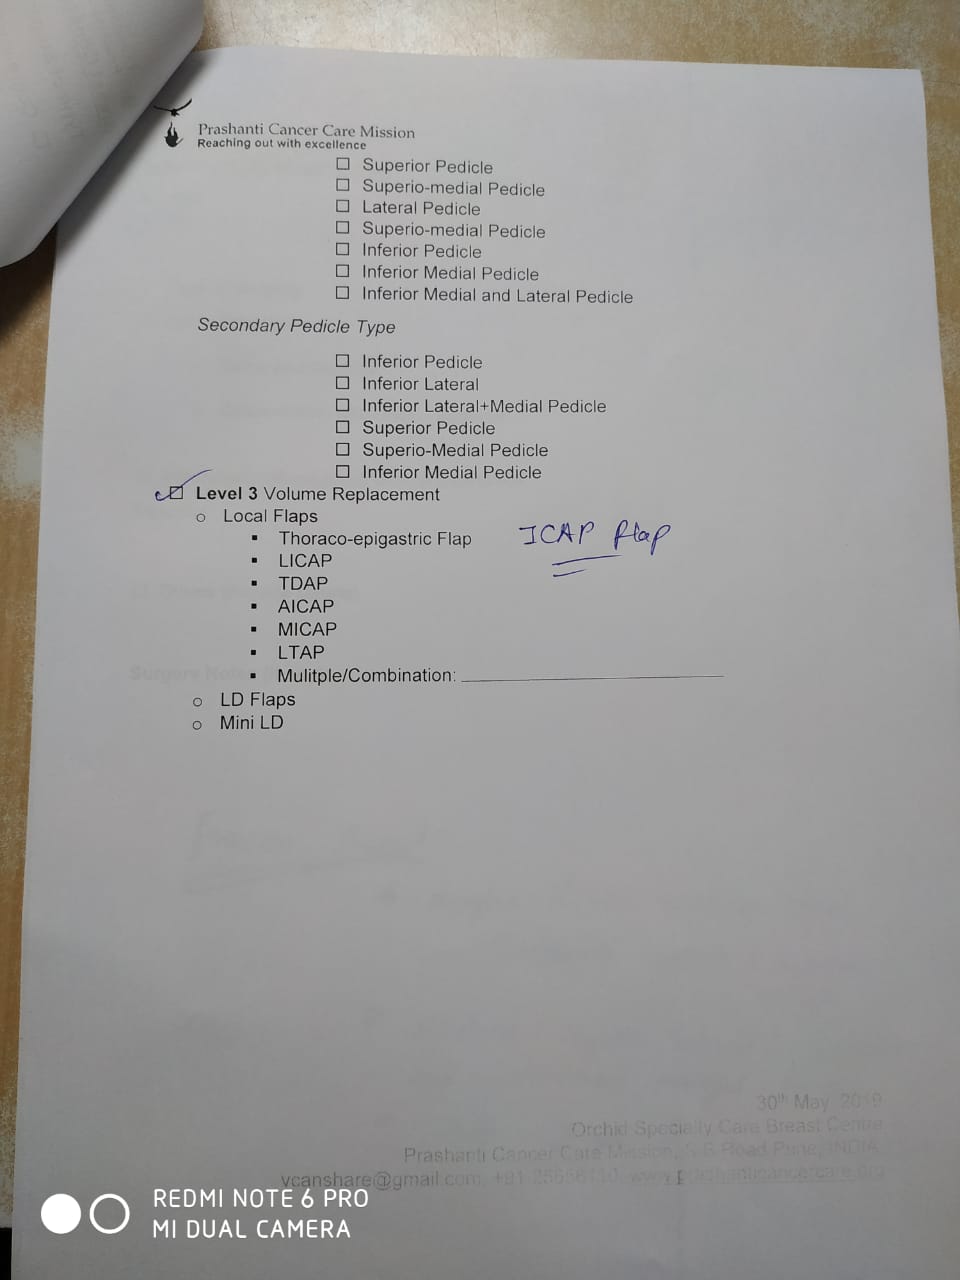 Prashanti Cancer Care Mission
Reaching out with excellence
☐ Superior Pedicle
☐ Superio-medial Pedicle
☐ Lateral Pedicle
☐ Superio-medial Pedicle
☐ Inferior Pedicle
☐ Inferior Medial Pedicle
☐ Inferior Medial and Lateral Pedicle
Secondary Pedicle Type
☐ Inferior Pedicle
☐ Inferior Lateral
☐ Inferior Lateral+Medial Pedicle
☐ Superior Pedicle
☐ Superio-Medial Pedicle
☐ Inferior Medial Pedicle
☑ Level 3 Volume Replacement
o Local Flaps
▪ Thoraco-epigastric Flap ICAP flap
▪ LICAP
▪ TDAP
▪ AICAP
▪ MICAP
▪ LTAP
▪ Mulitple/Combination:
o LD Flaps
o Mini LD
30th May 2019
Orchid Specialty Care Breast Centre
Prashanti Cancer Care Mission, Road Pune, INDIA
vcanshare@gmail.com, +91 www.prashanticancercare.org
REDMI NOTE 6 PRO
MI DUAL CAMERA